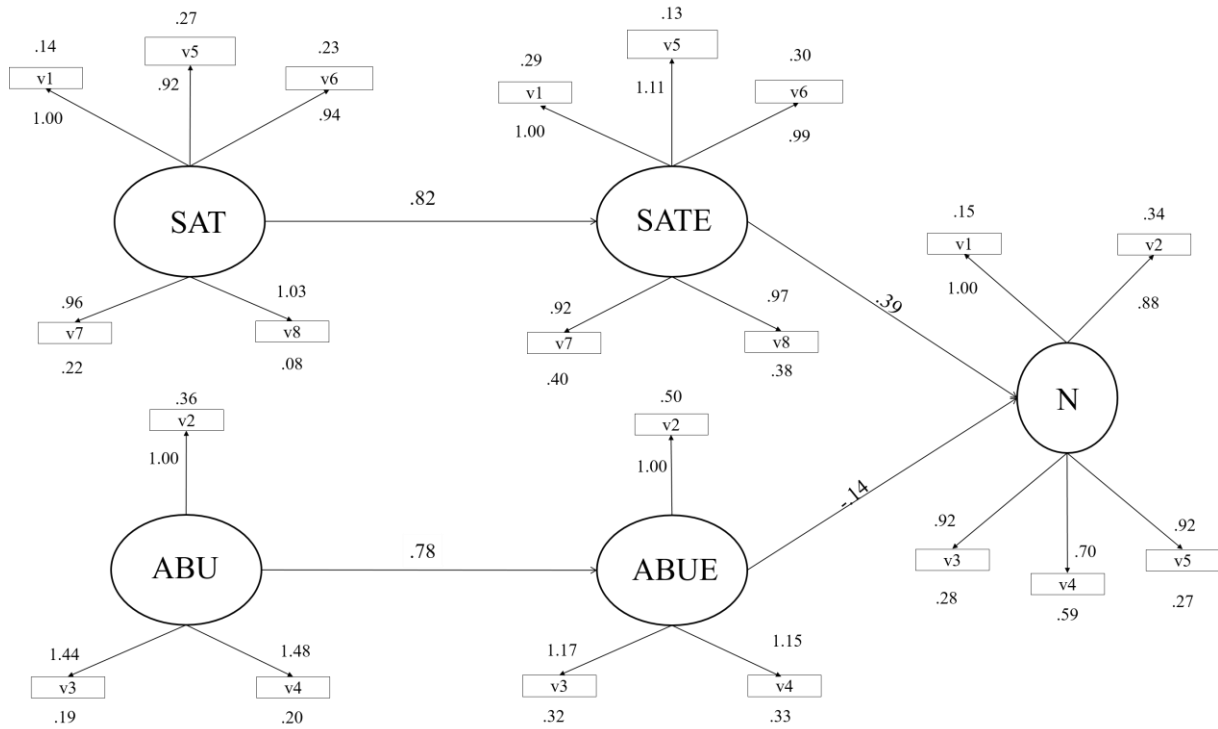 .27
.13
.14
v5
.23
.29
v5
.30
v1
.92
v6
v1
1.11
v6
1.00
.94
1.00
.99
SAT
.82
SATE
.15
.34
v1
v2
1.00
.88
.96
1.03
.92
.97
.39
v7
v8
v7
v8
.22
.08
.40
.38
N
.36
.50
v2
v2
1.00
1.00
-.14
.92
.70
.92
ABU
.78
ABUE
v3
v4
v5
.28
.59
.27
1.44
1.48
1.17
1.15
v3
v4
v3
v4
.19
.20
.32
.33